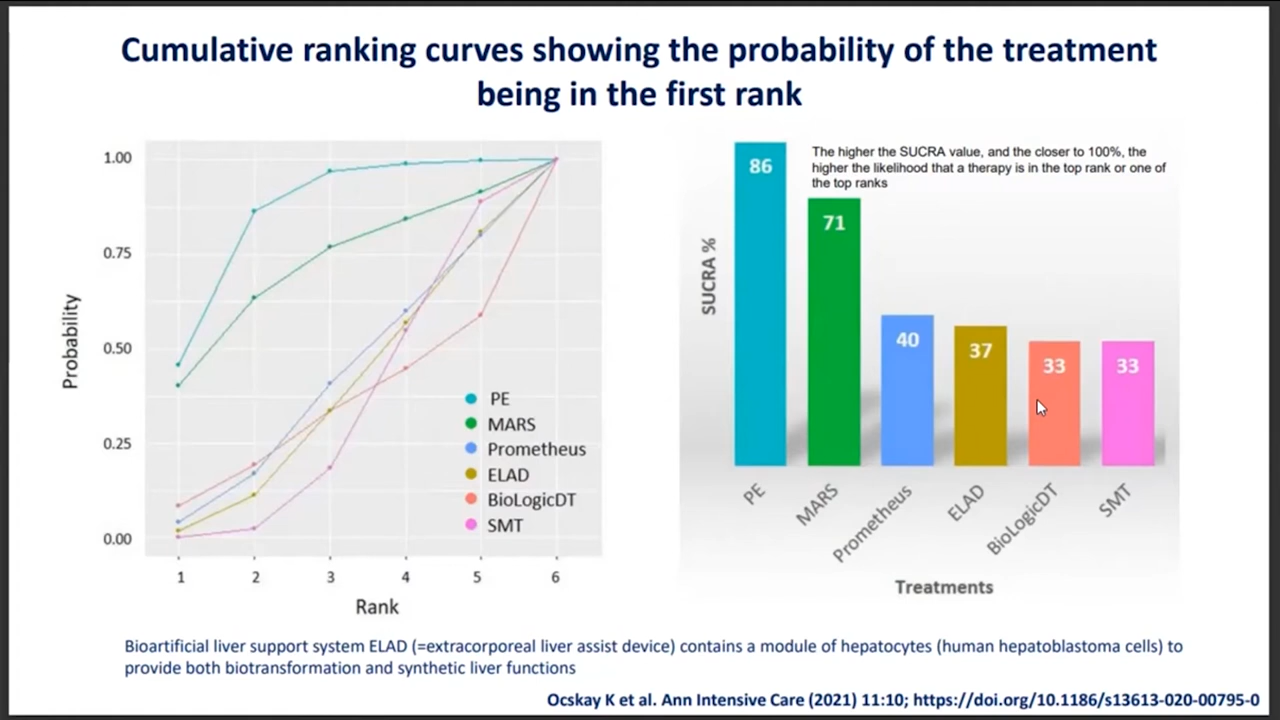 Cumulative ranking curves showing the probability of the treatment
being in the first rank
1.00
0.75
0.50
0.25
0.00
Probability
1 2 3 4 5 6
Rank
PE
MARS
Prometheus
ELAD
BioLogicDT
SMT
The higher the SUCRA value, and the closer to 100%, the
higher the likelihood that a therapy is in the top rank or one of
the top ranks
SUCRA %
86
71
40
37
33
33
PE
MARS
Prometheus
ELAD
BioLogicDT
SMT
Treatments
Bioartificial liver support system ELAD (=extracorporeal liver assist device) contains a module of hepatocytes (human hepatoblastoma cells) to
provide both biotransformation and synthetic liver functions
Ocskay K et al. Ann Intensive Care (2021) 11:10; https://doi.org/10.1186/s13613-020-00795-0